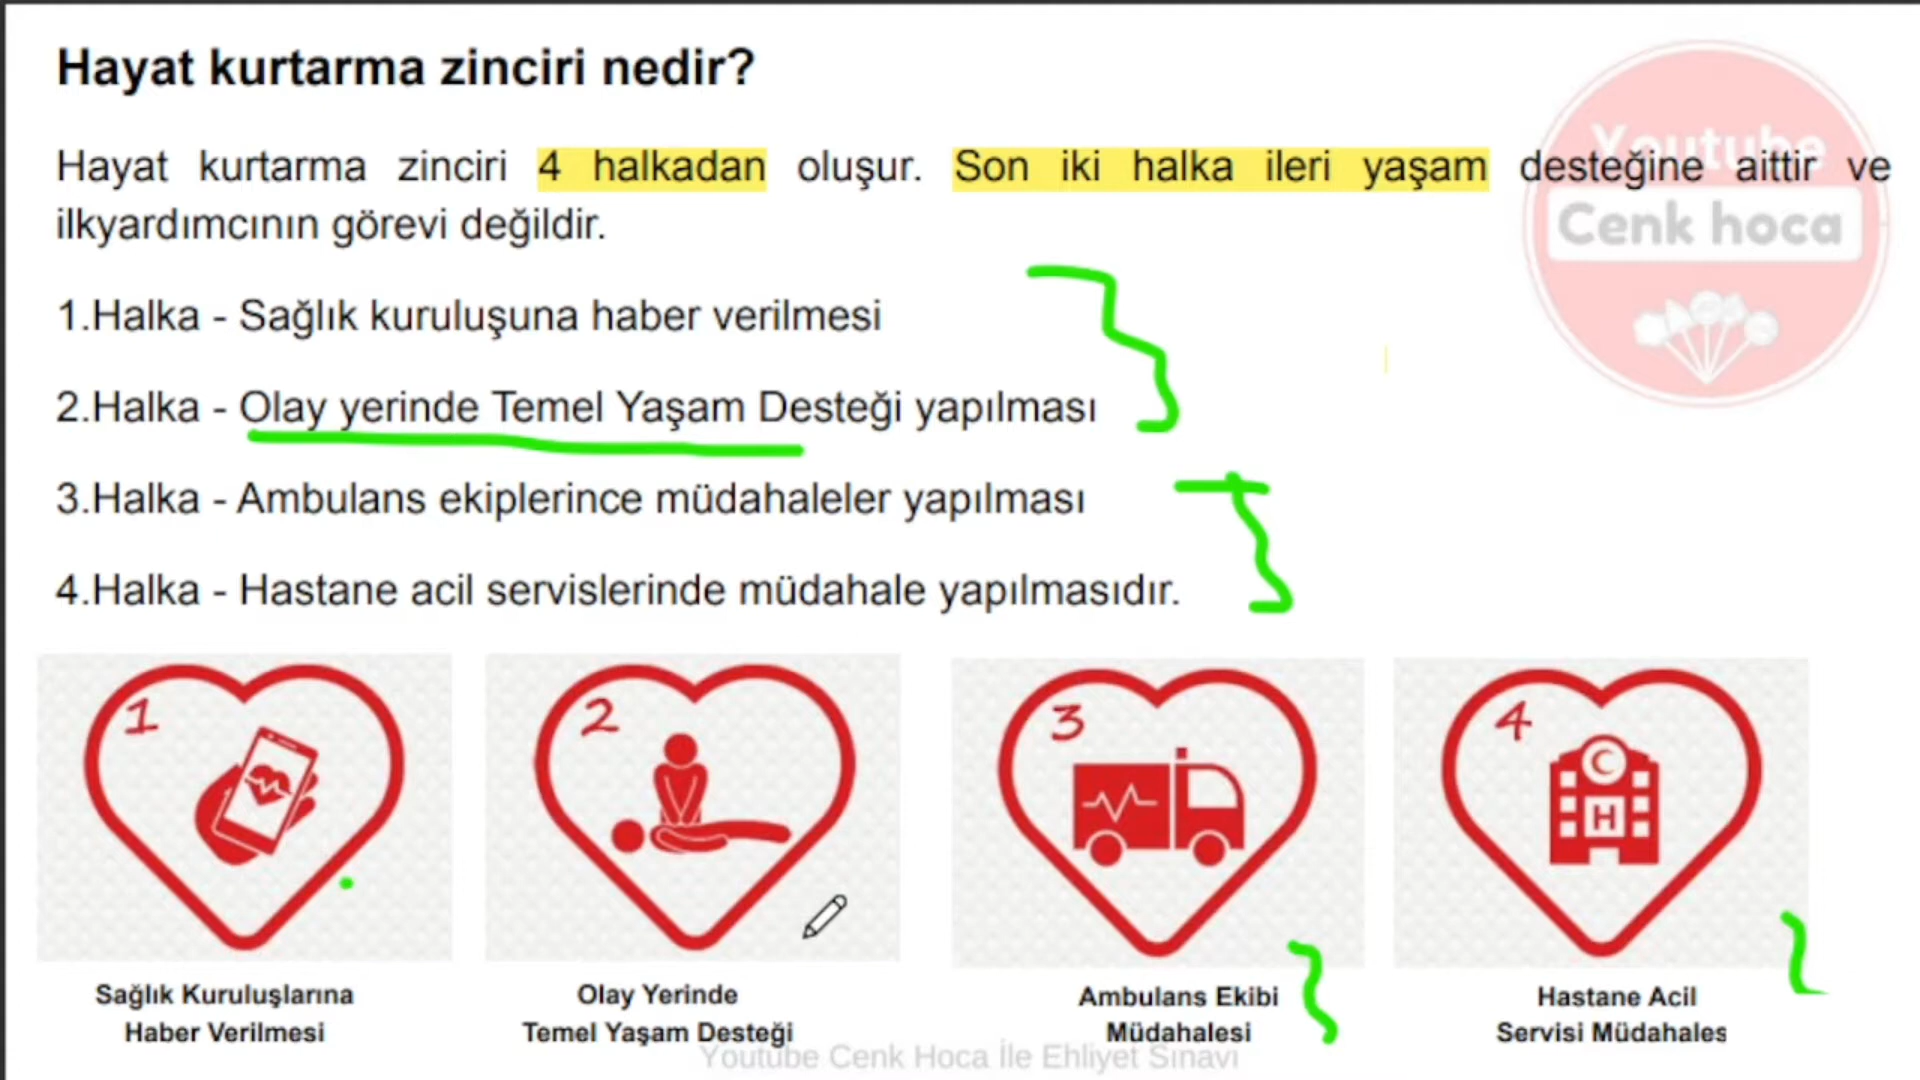 Hayat kurtarma zinciri nedir?
Hayat kurtarma zinciri 4 halkadan oluşur. Son iki halka ileri yaşam desteğine aittir ve
ilkyardımcının görevi değildir.
1.Halka - Sağlık kuruluşuna haber verilmesi
2.Halka - Olay yerinde Temel Yaşam Desteği yapılması
3.Halka - Ambulans ekiplerince müdahaleler yapılması
4.Halka - Hastane acil servislerinde müdahale yapılmasıdır.
Youtube
Cenk hoca
1
2
3
4
H
Sağlık Kuruluşlarına
Haber Verilmesi
Olay Yerinde
Temel Yaşam Desteği
Ambulans Ekibi
Müdahalesi
Hastane Acil
Servisi Müdahales
Youtube Cenk Hoca İle Ehliyet Sınavı